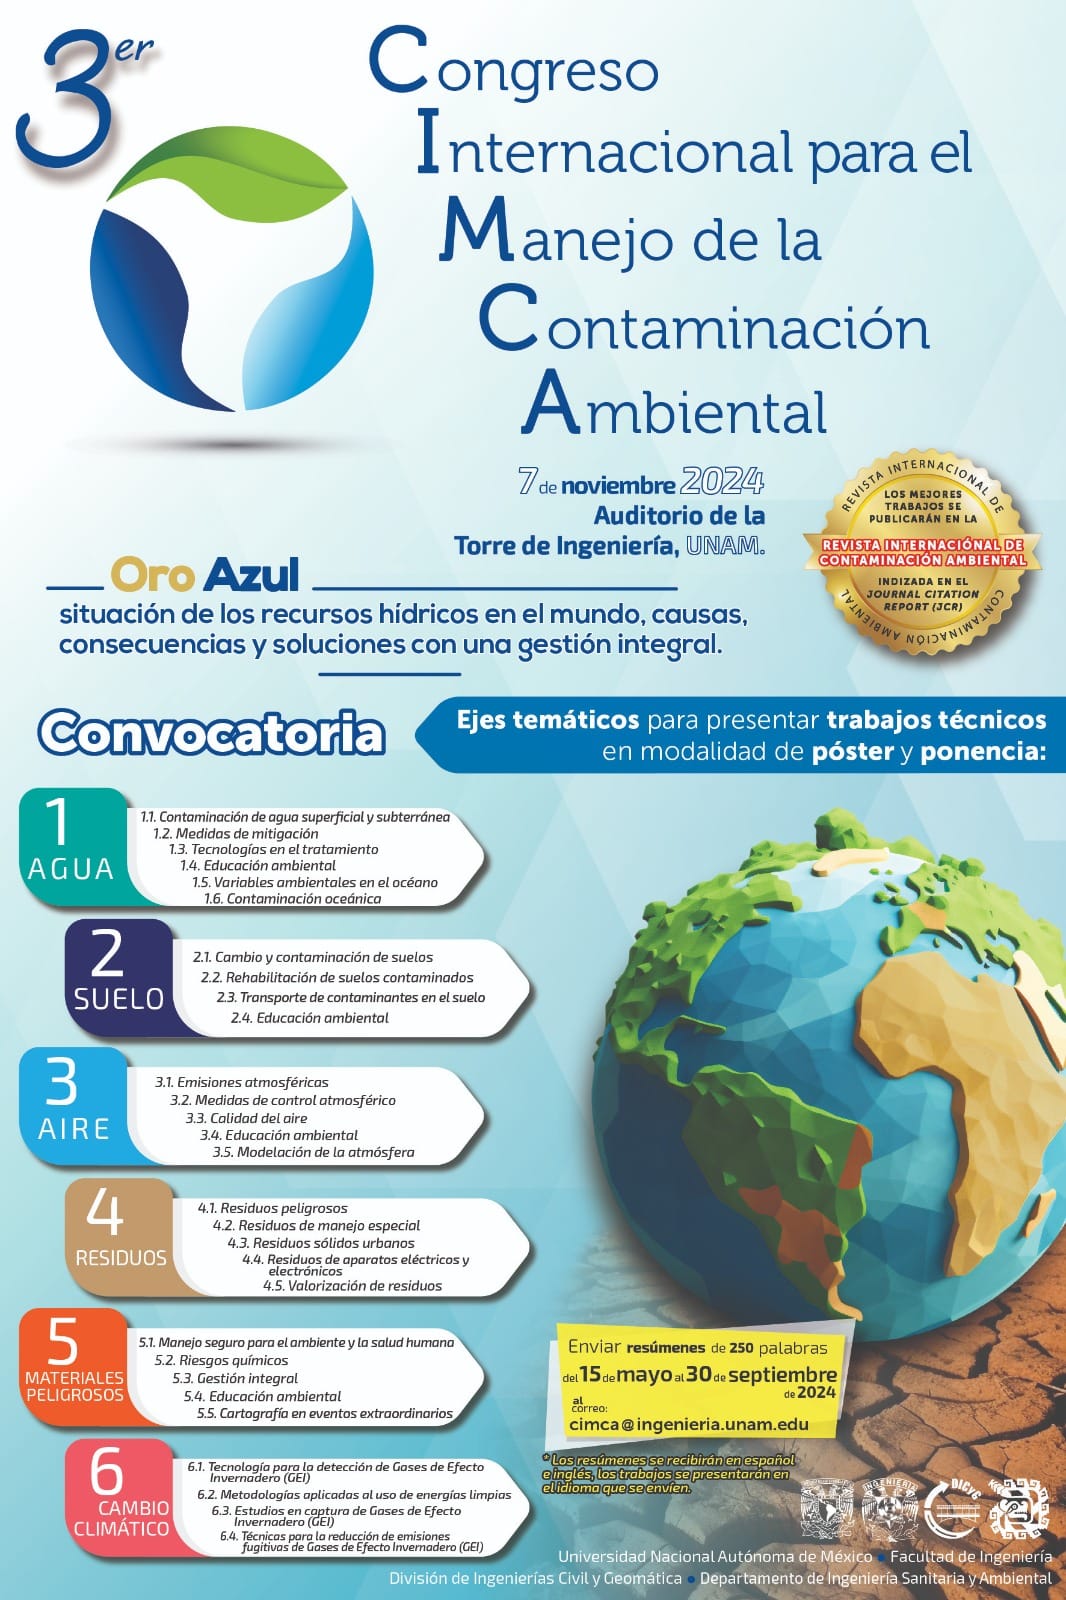 3er
Congreso
Internacional para el
Manejo de la
Contaminación
Ambiental
7 de noviembre 2024
Auditorio de la
Torre de Ingeniería, UNAM.
REVISTA INTERNACIONAL DE
LOS MEJORES
TRABAJOS SE
PUBLICARÁN EN LA
REVISTA INTERNACIÓNAL DE
CONTAMINACIÓN AMBIENTAL
INDIZADA EN EL
JOURNAL CITATION
REPORT (JCR)
CONTAMINACIÓN AMBIENTAL
Oro Azul
situación de los recursos hídricos en el mundo, causas,
consecuencias y soluciones con una gestión integral.
Convocatoria
Ejes temáticos para presentar trabajos técnicos
en modalidad de póster y ponencia:
1
AGUA
1.1. Contaminación de agua superficial y subterránea
1.2. Medidas de mitigación
1.3. Tecnologías en el tratamiento
1.4. Educación ambiental
1.5. Variables ambientales en el océano
1.6. Contaminación oceánica
2
SUELO
2.1. Cambio y contaminación de suelos
2.2. Rehabilitación de suelos contaminados
2.3. Transporte de contaminantes en el suelo
2.4. Educación ambiental
3
AIRE
3.1. Emisiones atmosféricas
3.2. Medidas de control atmosférico
3.3. Calidad del aire
3.4. Educación ambiental
3.5. Modelación de la atmósfera
4
RESIDUOS
4.1. Residuos peligrosos
4.2. Residuos de manejo especial
4.3. Residuos sólidos urbanos
4.4. Residuos de aparatos eléctricos y
electrónicos
4.5. Valorización de residuos
5
MATERIALES
PELIGROSOS
5.1. Manejo seguro para el ambiente y la salud humana
5.2. Riesgos químicos
5.3. Gestión integral
5.4. Educación ambiental
5.5. Cartografía en eventos extraordinarios
6
CAMBIO
CLIMÁTICO
6.1. Tecnología para la detección de Gases de Efecto
Invernadero (GEI)
6.2. Metodologías aplicadas al uso de energías limpias
6.3. Estudios en captura de Gases de Efecto
Invernadero (GEI)
6.4. Técnicas para la reducción de emisiones
fugitivas de Gases de Efecto Invernadero (GEI)
Enviar resúmenes de 250 palabras
del 15 de mayo al 30 de septiembre
de 2024
al
correo:
cimca@ingenieria.unam.edu
* Los resúmenes se recibirán en español
e inglés, los trabajos se presentarán en
el idioma que se envíen.
INGENIERIA
DICYG
Universidad Nacional Autónoma de México • Facultad de Ingeniería
División de Ingenierías Civil y Geomática • Departamento de Ingeniería Sanitaria y Ambiental